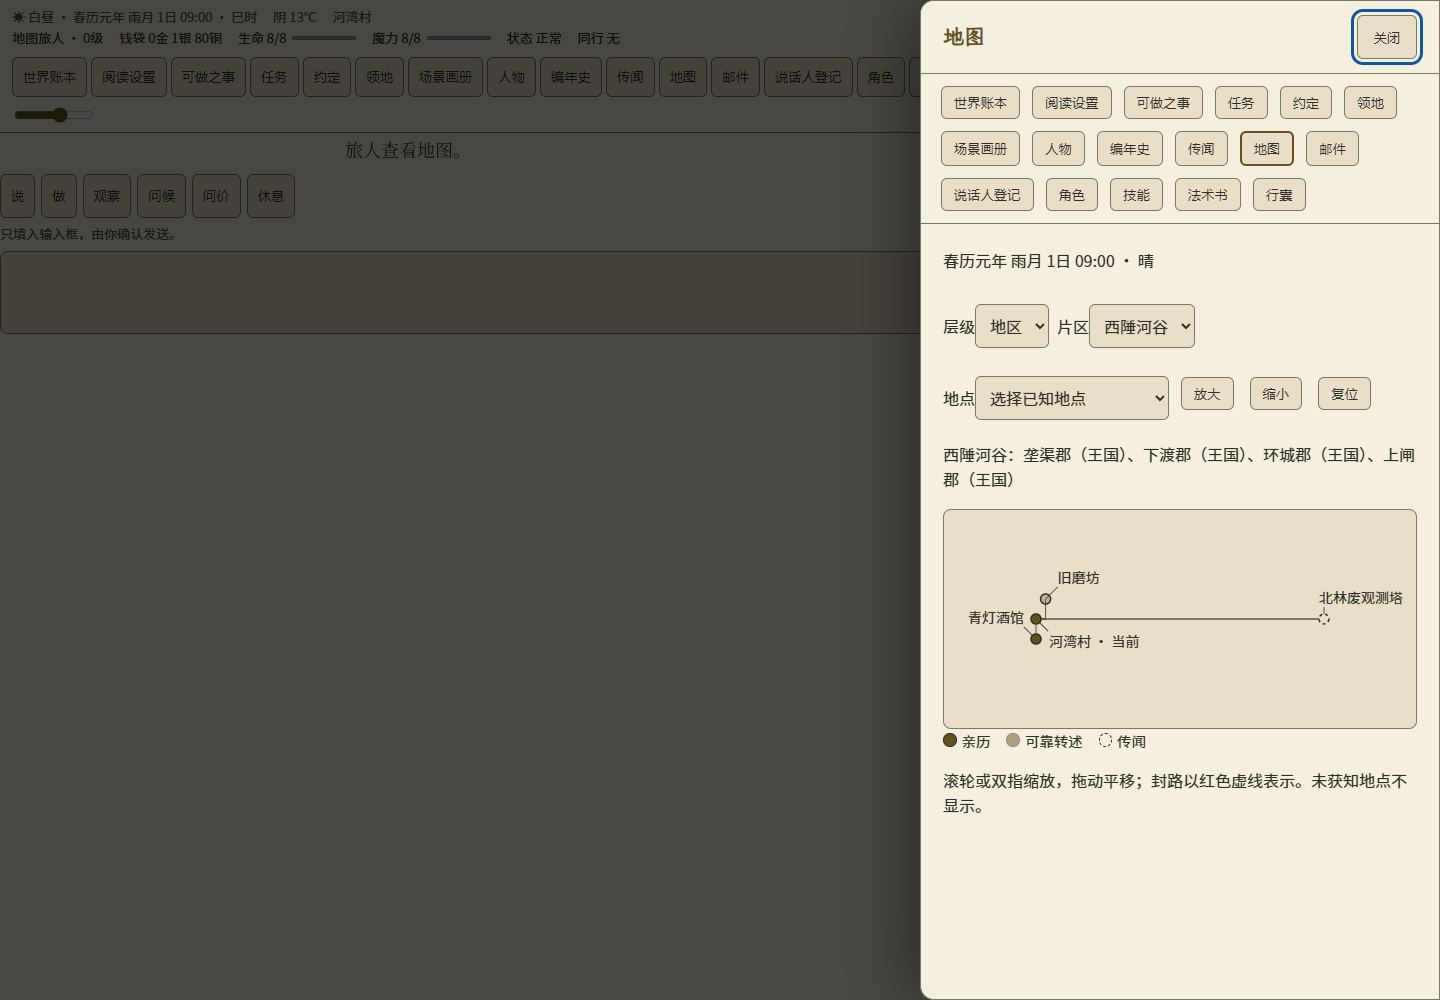 ☀ 白昼 · 春历元年 雨月 1日 09:00 · 巳时 阴 13℃ 河湾村
地图旅人 · 0级 钱袋 0金 1银 80铜 生命 8/8 魔力 8/8 状态 正常 同行 无
世界账本 阅读设置 可做之事 任务 约定 领地 场景画册 人物 编年史 传闻 地图 邮件 说话人登记 角色
旅人查看地图。
说 做 观察 问候 问价 休息
只填入输入框，由你确认发送。
地图 关闭
世界账本 阅读设置 可做之事 任务 约定 领地
场景画册 人物 编年史 传闻 地图 邮件
说话人登记 角色 技能 法术书 行囊
春历元年 雨月 1日 09:00 · 晴
层级 地区 片区 西陲河谷
地点 选择已知地点 放大 缩小 复位
西陲河谷：垄渠郡（王国）、下渡郡（王国）、环城郡（王国）、上闸
郡（王国）
旧磨坊
北林废观测塔
青灯酒馆
河湾村 · 当前
亲历 可靠转述 传闻
滚轮或双指缩放，拖动平移；封路以红色虚线表示。未获知地点不
显示。